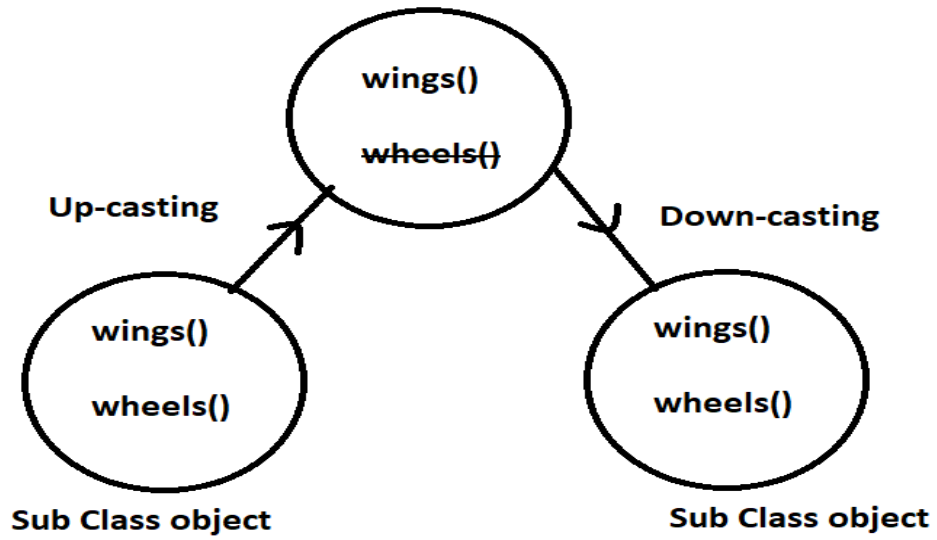 wings()
wheels()
Up-casting
Down-casting
wings()
wheels()
Sub Class object
wings()
wheels()
Sub Class object